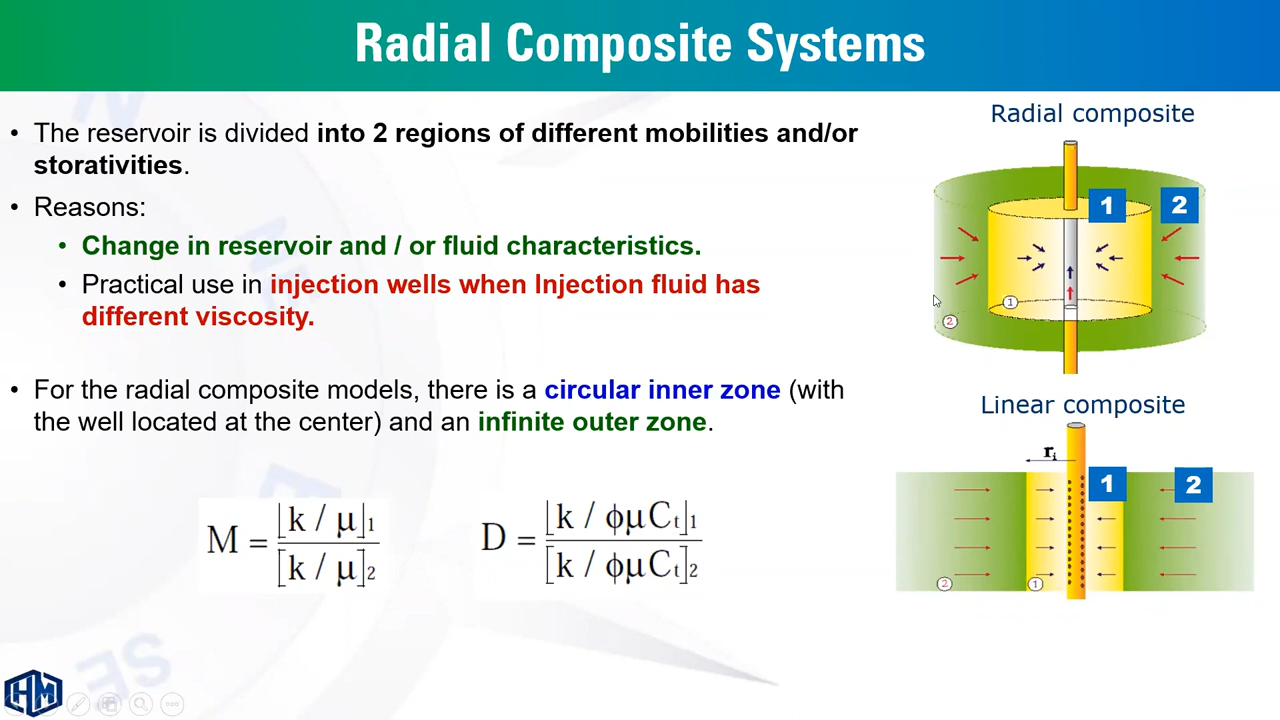 Radial Composite Systems
• The reservoir is divided into 2 regions of different mobilities and/or
storativities.
• Reasons:
• Change in reservoir and / or fluid characteristics.
• Practical use in injection wells when Injection fluid has
different viscosity.
• For the radial composite models, there is a circular inner zone (with
the well located at the center) and an infinite outer zone.
M = [k / μ]1 / [k / μ]2
D = [k / ϕμCt]1 / [k / ϕμCt]2
Radial composite
1 2
1
2
Linear composite
ri
1 2
2 1
HM
N
E
SE